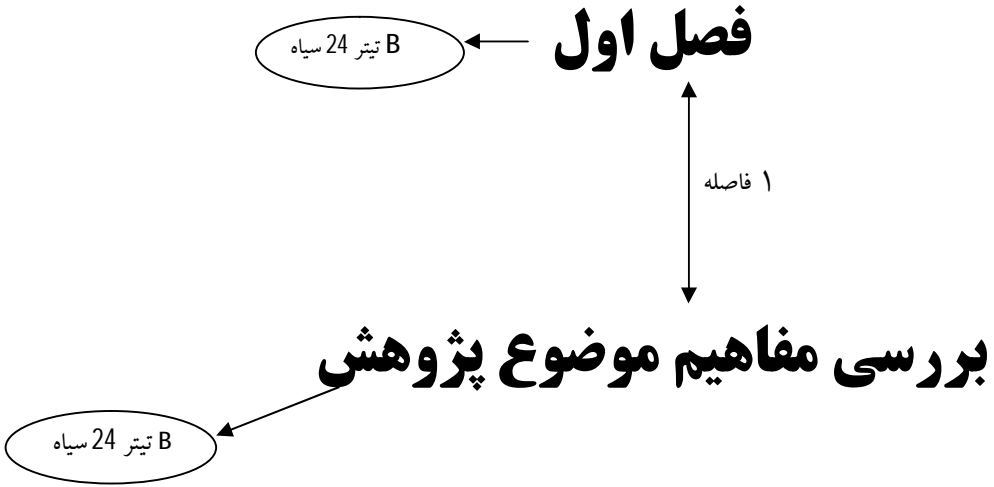 فصل اول
B تیتر 24 سیاه
۱ فاصله
بررسی مفاهیم موضوع پژوهش
B تیتر 24 سیاه